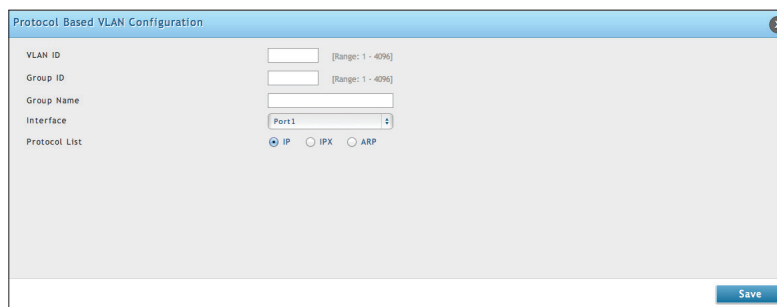 Protocol Based VLAN Configuration
VLAN ID [Range: 1 - 4096]
Group ID [Range: 1 - 4096]
Group Name
Interface Port1
Protocol List IP IPX ARP
Save